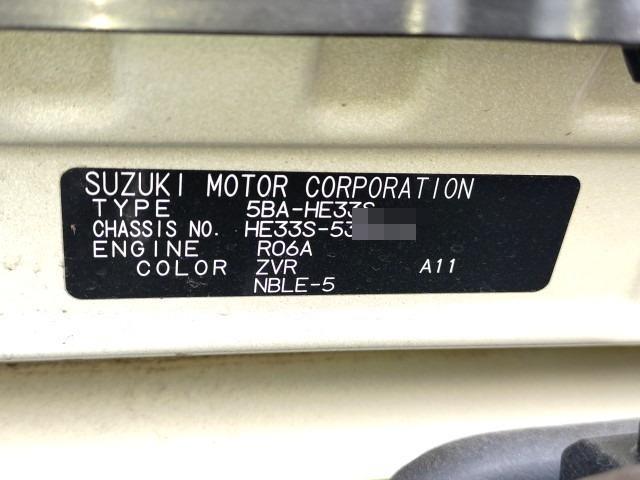 SUZUKI MOTOR CORPORATION
TYPE 5BA-HE33S
CHASSIS NO. HE33S-53
ENGINE R06A
COLOR ZVR A11
NBLE-5